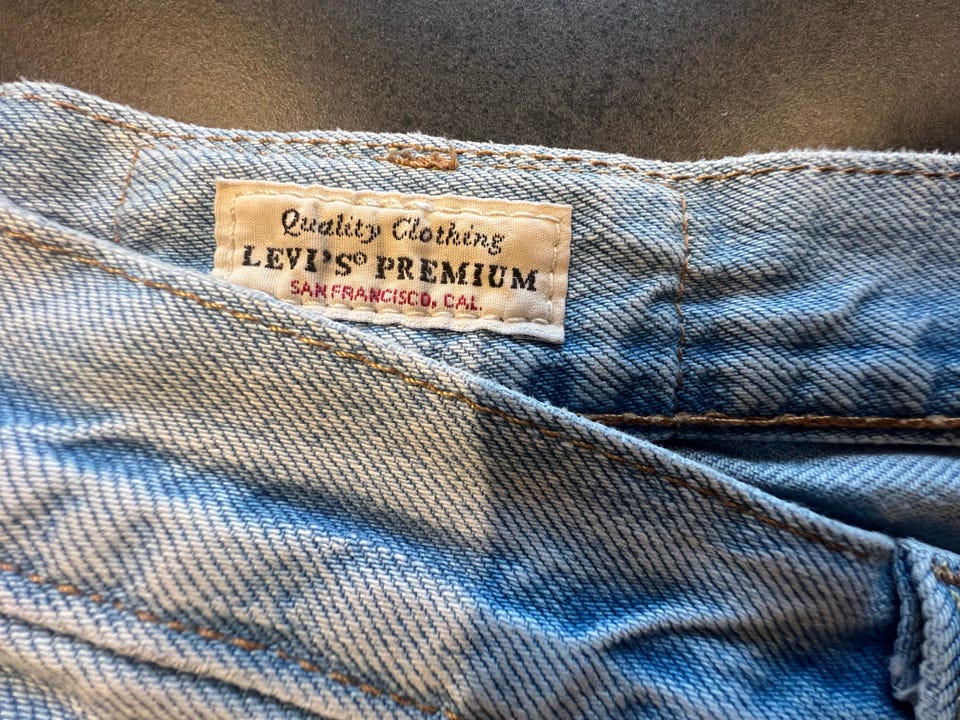 Quality Clothing
LEVI'S® PREMIUM
SAN FRANCISCO, CAL.